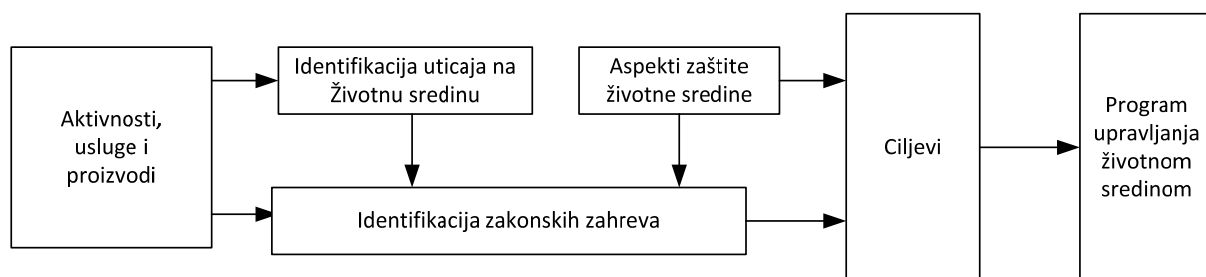 Aktivnosti,
usluge i
proizvodi
Identifikacija uticaja na
Životnu sredinu
Aspekti zaštite
životne sredine
Identifikacija zakonskih zahreva
Ciljevi
Program
upravljanja
životnom
sredinom